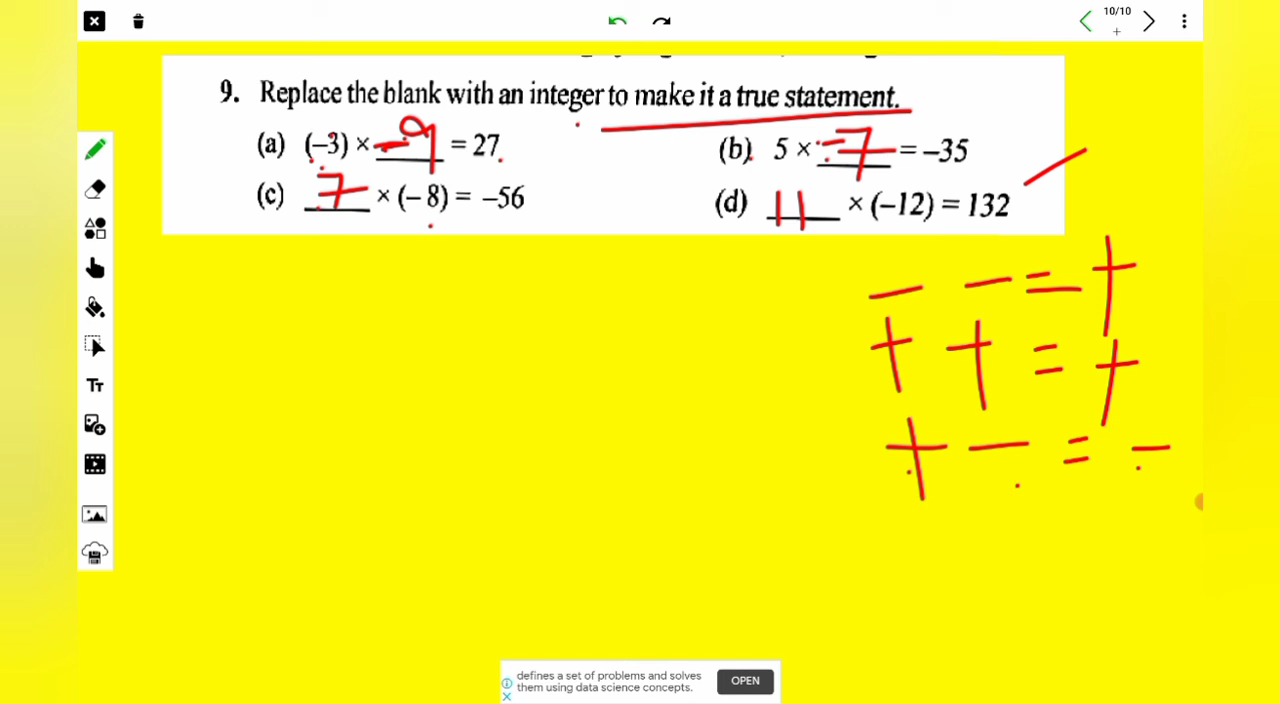 10/10
+
9. Replace the blank with an integer to make it a true statement.
(a) (–3) × -9 = 27
(b) 5 × -7 = –35
(c) 7 × (– 8) = –56
(d) 11 × (–12) = 132
- - = +
+ + = +
+ - = -
Tт
defines a set of problems and solves
them using data science concepts.
OPEN